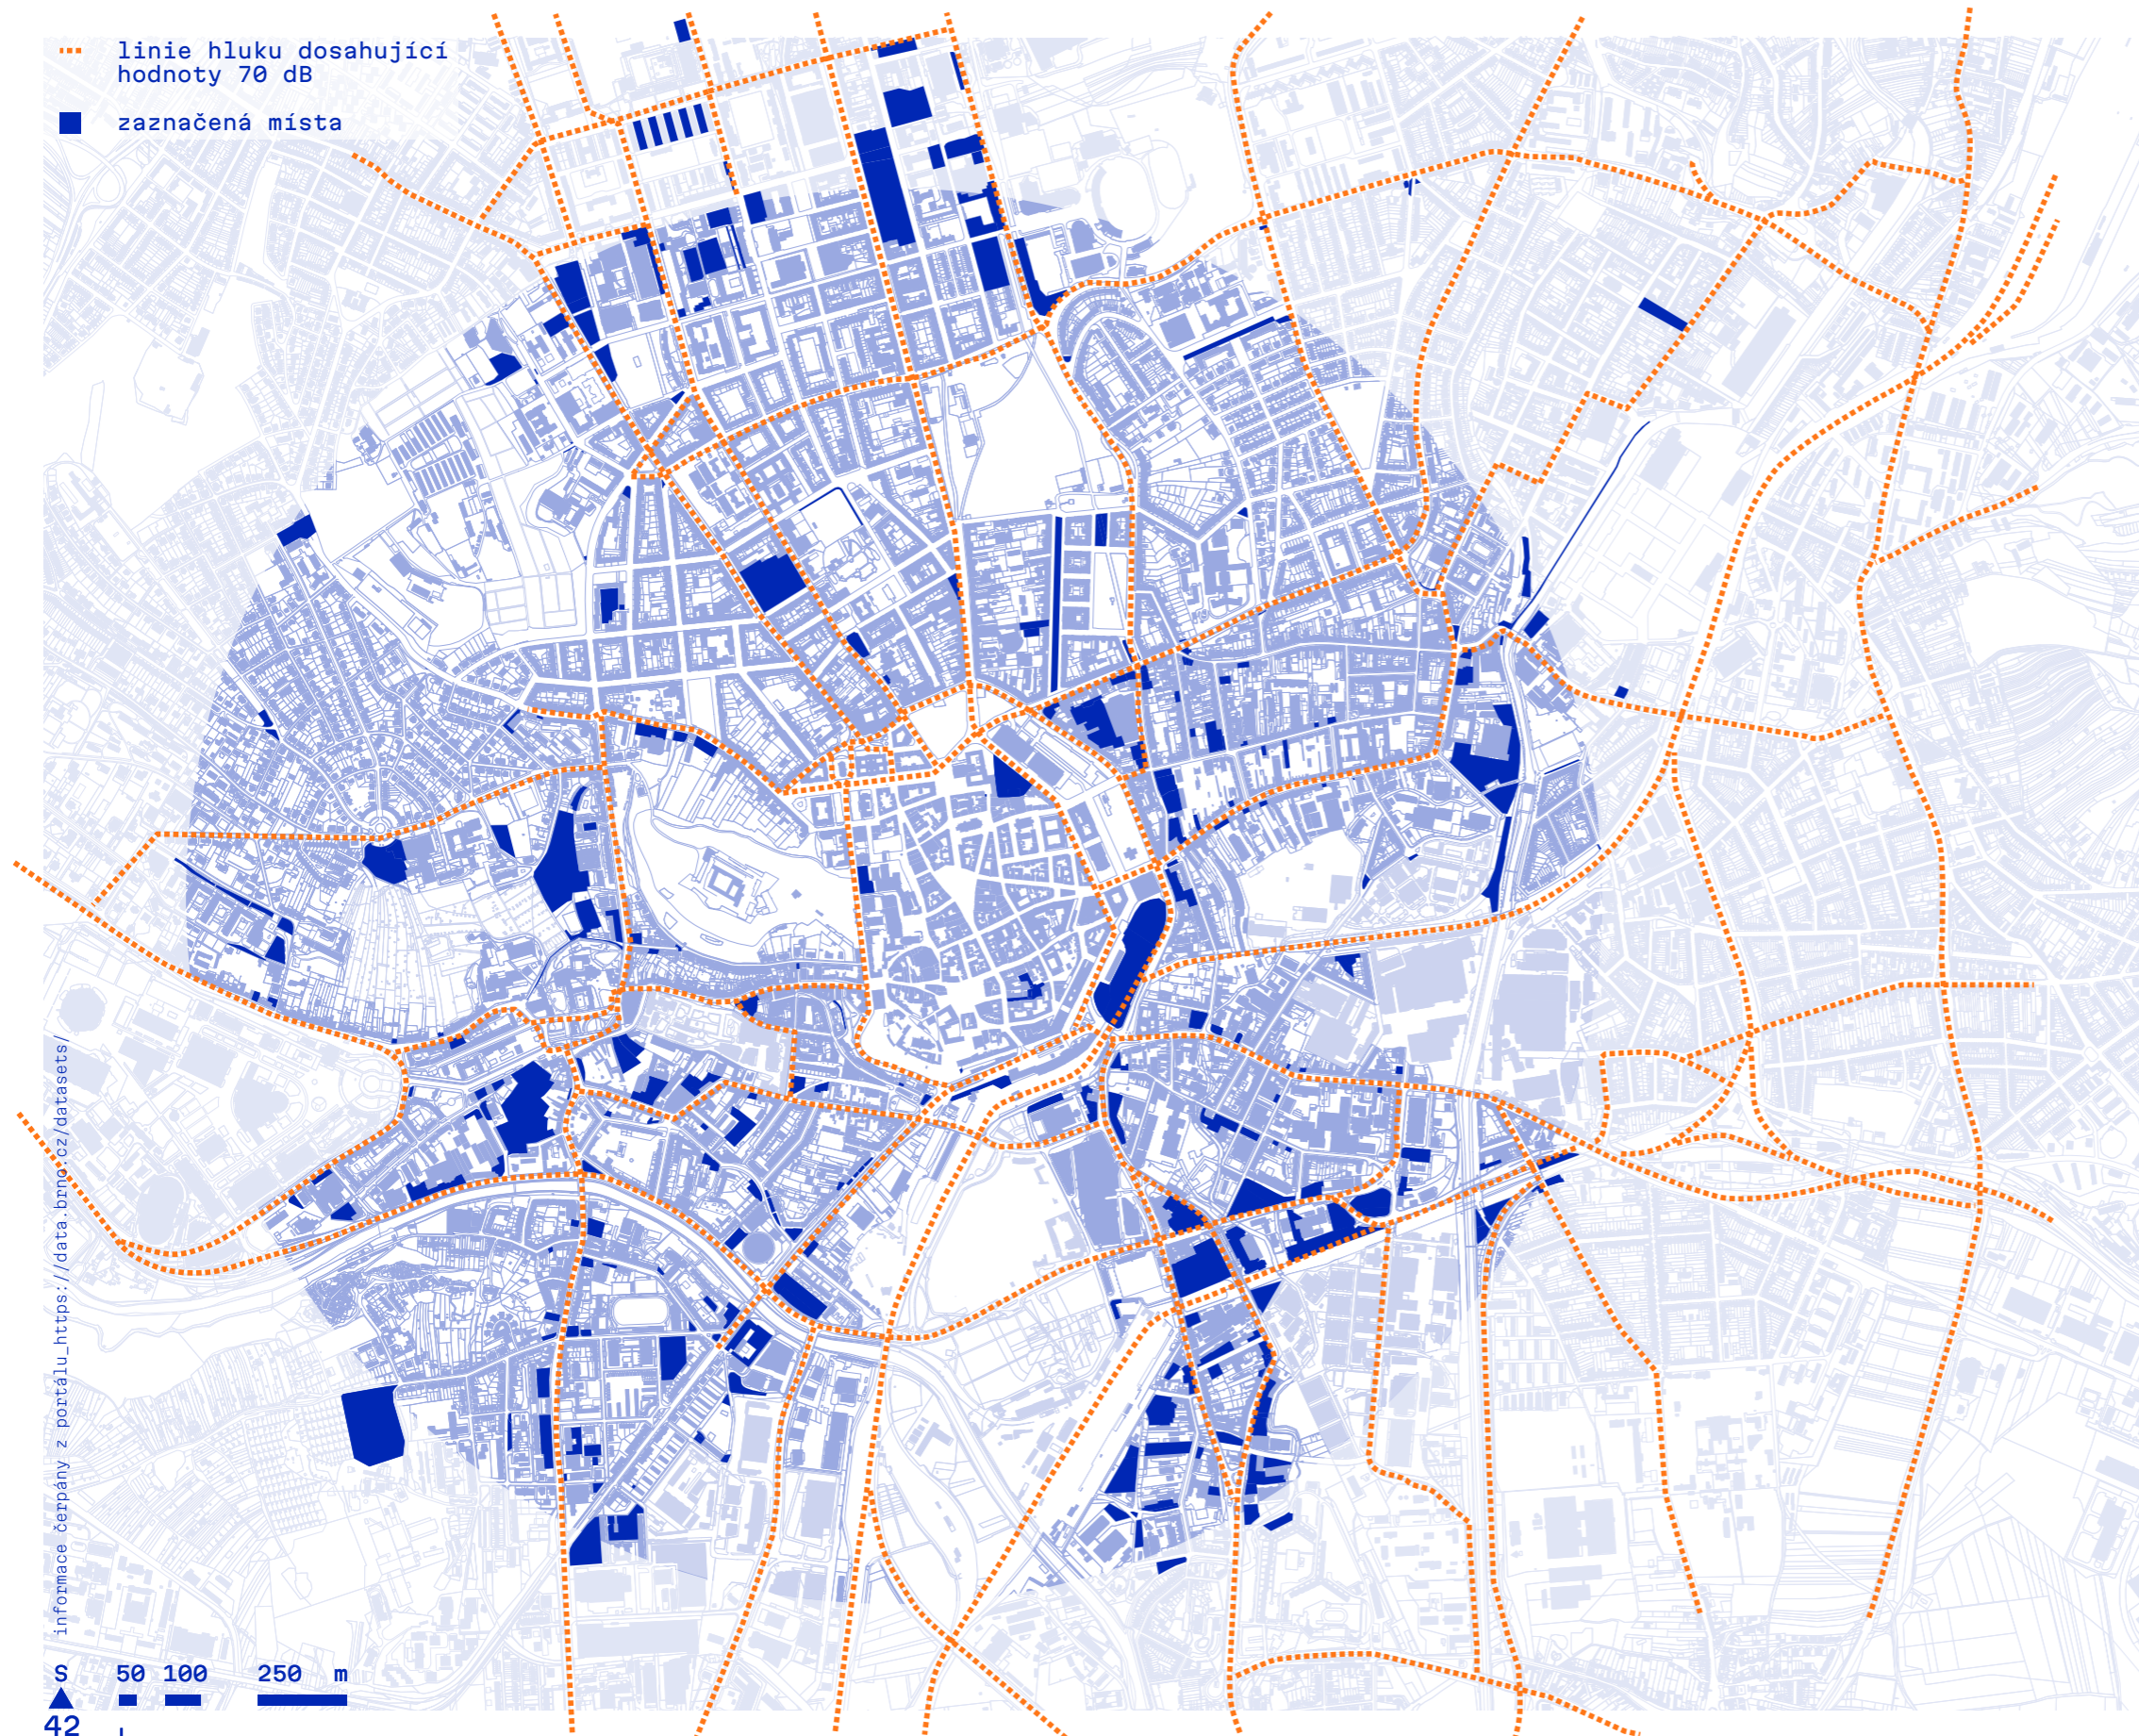 linie hluku dosahující
hodnoty 70 dB
zaznačená místa
informace čerpány z portálu_https://data.brno.cz/datasets/
S 50 100 250 m
42